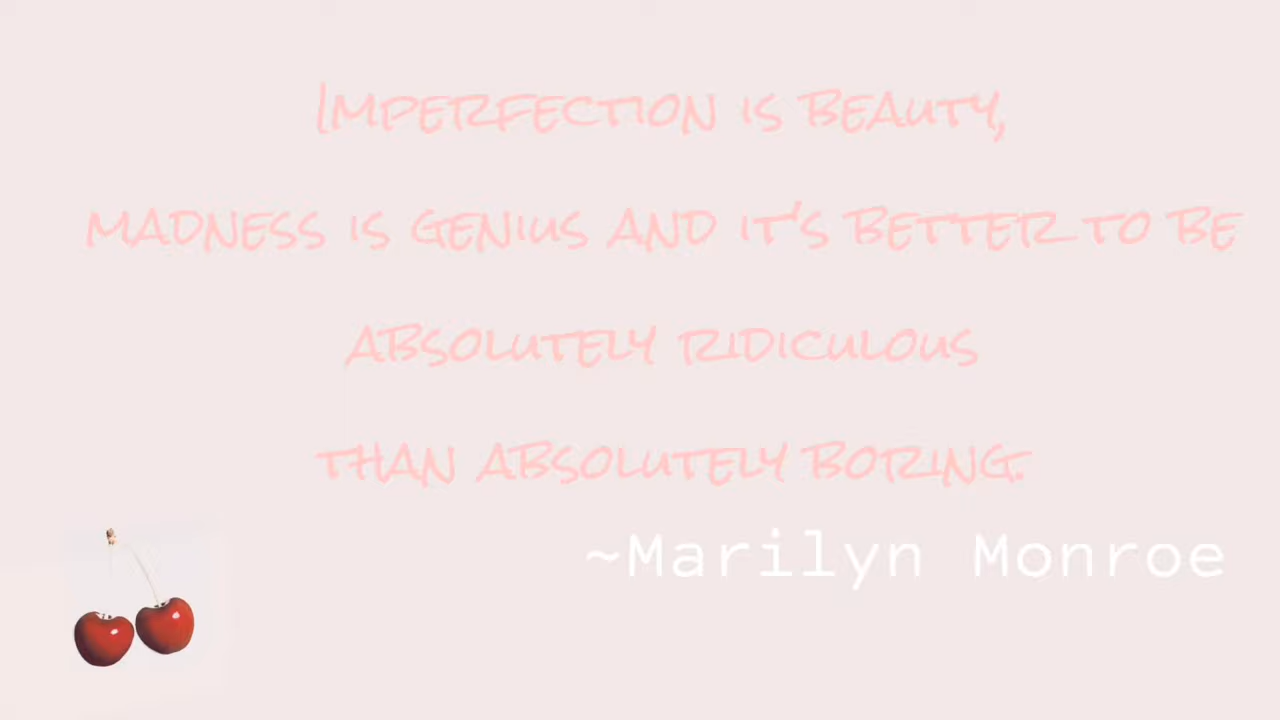 Imperfection is beauty,
madness is genius and it's better to be
absolutely ridiculous
than absolutely boring.
~Marilyn Monroe